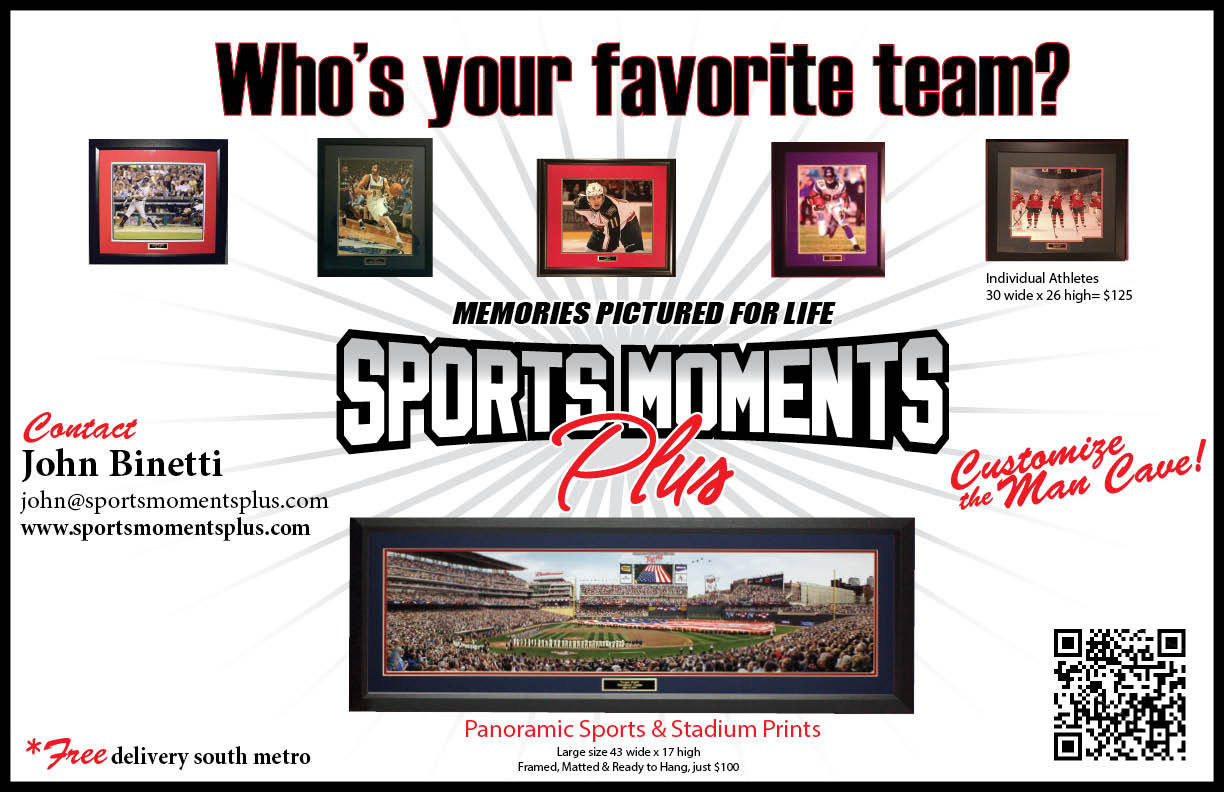 Who's your favorite team?
Individual Athletes
30 wide x 26 high= $125
MEMORIES PICTURED FOR LIFE
SPORTS MOMENTS
Plus
Contact
John Binetti
john@sportsmomentsplus.com
www.sportsmomentsplus.com
Customize
the Man Cave!
Panoramic Sports & Stadium Prints
Large size 43 wide x 17 high
Framed, Matted & Ready to Hang, just $100
*Free delivery south metro